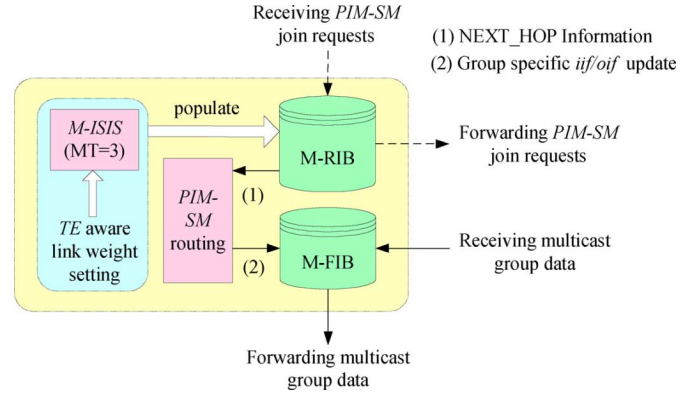 Receiving PIM-SM
join requests
(1) NEXT_HOP Information
(2) Group specific iif/oif update
populate
M-ISIS
(MT=3)
M-RIB
Forwarding PIM-SM
join requests
(1)
PIM-
SM
routing
TE aware
link weight
setting
(2)
M-FIB
Receiving multicast
group data
Forwarding multicast
group data